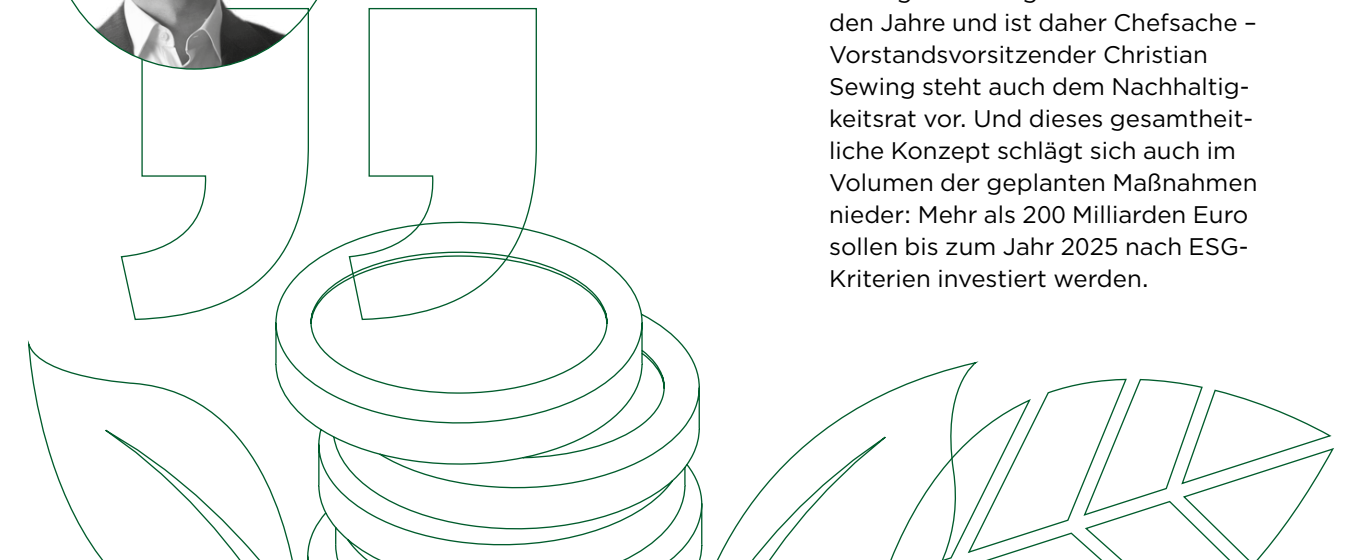 den Jahre und ist daher Chefsache –
Vorstandsvorsitzender Christian
Sewing steht auch dem Nachhaltig-
keitsrat vor. Und dieses gesamtheit-
liche Konzept schlägt sich auch im
Volumen der geplanten Maßnahmen
nieder: Mehr als 200 Milliarden Euro
sollen bis zum Jahr 2025 nach ESG-
Kriterien investiert werden.